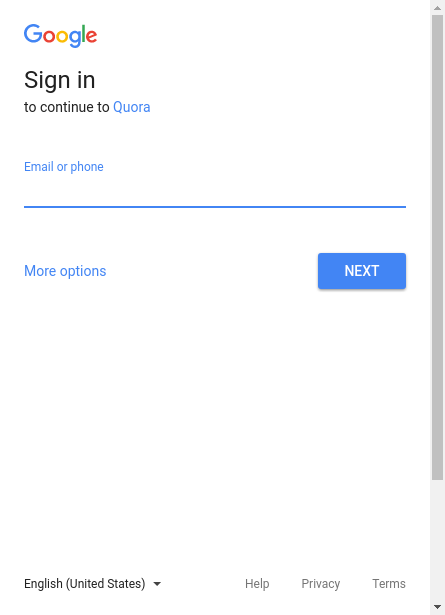 Google
Sign in
to continue to Quora
Email or phone
More options
NEXT
English (United States)
Help
Privacy
Terms